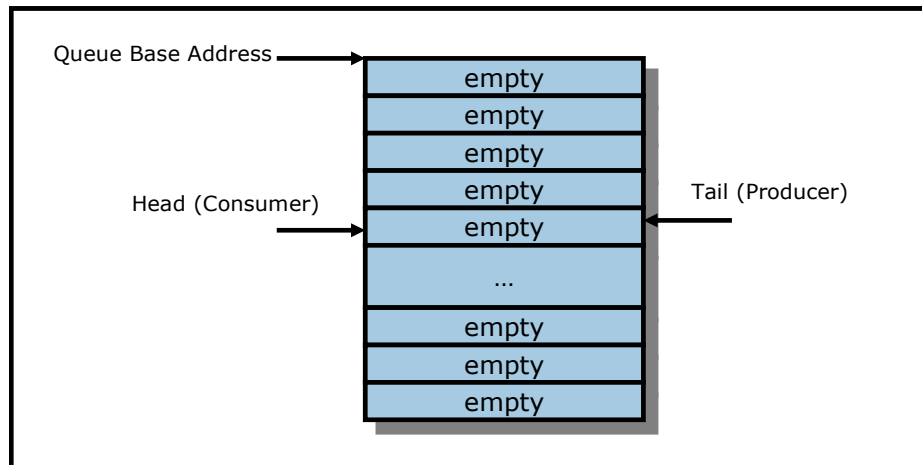 Queue Base Address
empty
empty
empty
empty
Head (Consumer)
Tail (Producer)
empty
...
empty
empty
empty